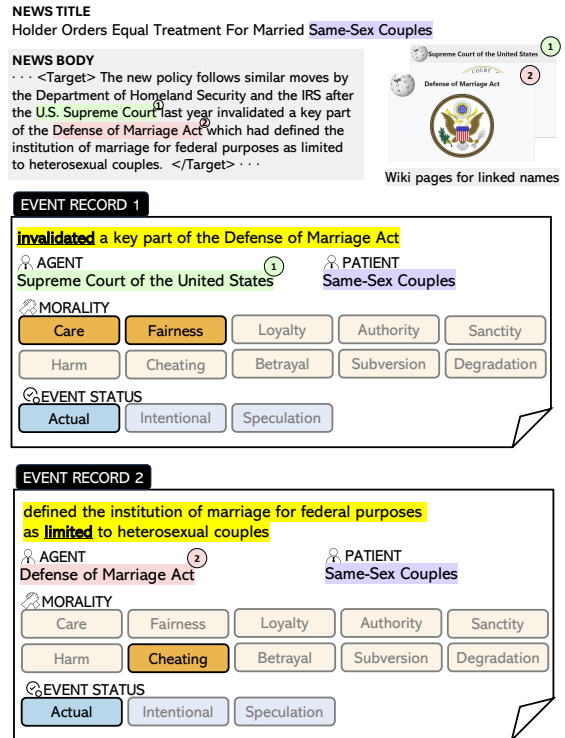 NEWS TITLE
Holder Orders Equal Treatment For Married Same-Sex Couples
NEWS BODY
· · · <Target> The new policy follows similar moves by
the Department of Homeland Security and the IRS after
the U.S. Supreme Court① last year invalidated a key part
of the Defense of Marriage Act② which had defined the
institution of marriage for federal purposes as limited
to heterosexual couples. </Target> · · ·
Supreme Court of the United States
1
COURT
Defense of Marriage Act
2
Wiki pages for linked names
EVENT RECORD 1
invalidated a key part of the Defense of Marriage Act
AGENT
PATIENT
Supreme Court of the United States 1
Same-Sex Couples
MORALITY
Care Fairness Loyalty Authority Sanctity
Harm Cheating Betrayal Subversion Degradation
EVENT STATUS
Actual Intentional Speculation
EVENT RECORD 2
defined the institution of marriage for federal purposes
as limited to heterosexual couples
AGENT
PATIENT
Defense of Marriage Act 2
Same-Sex Couples
MORALITY
Care Fairness Loyalty Authority Sanctity
Harm Cheating Betrayal Subversion Degradation
EVENT STATUS
Actual Intentional Speculation